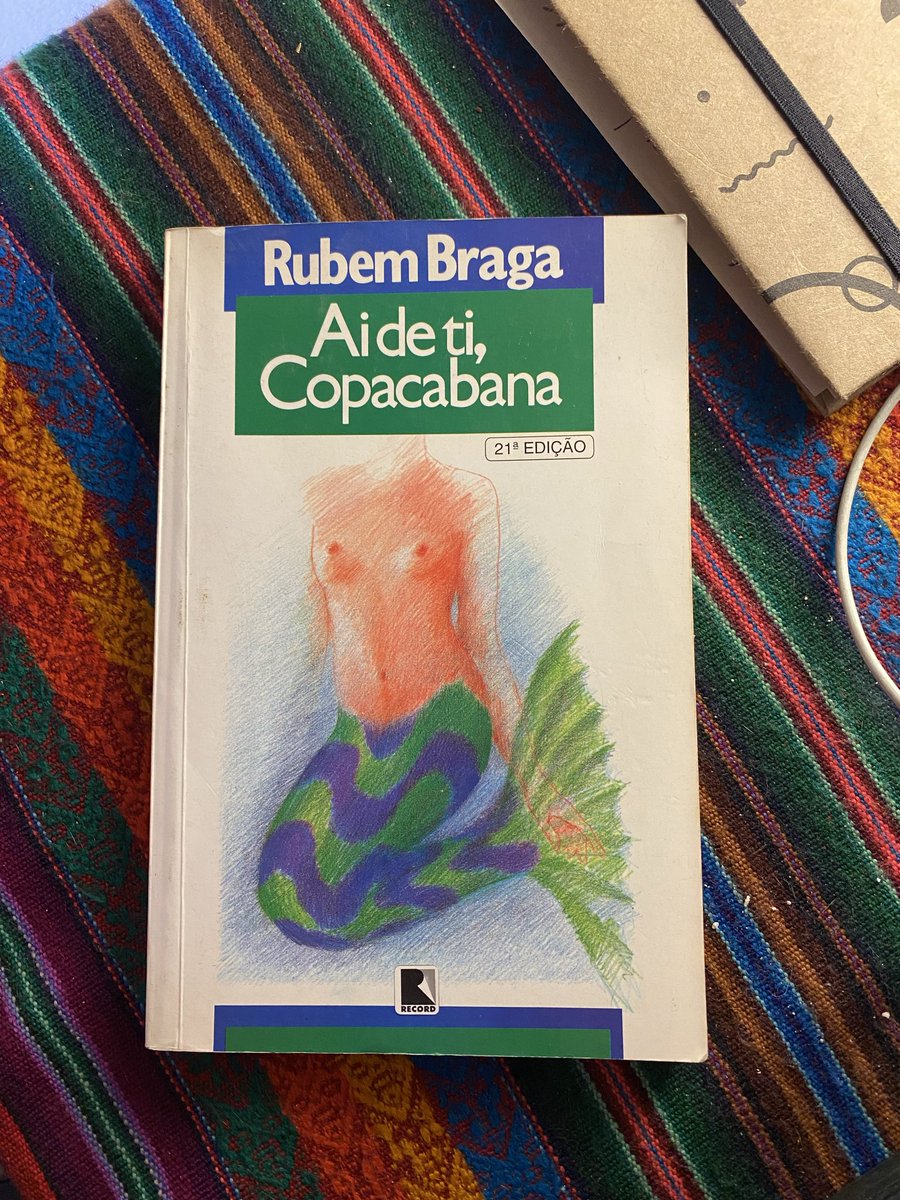 Rubem Braga
Ai de ti,
Copacabana
21ª EDIÇÃO
R
RECORD